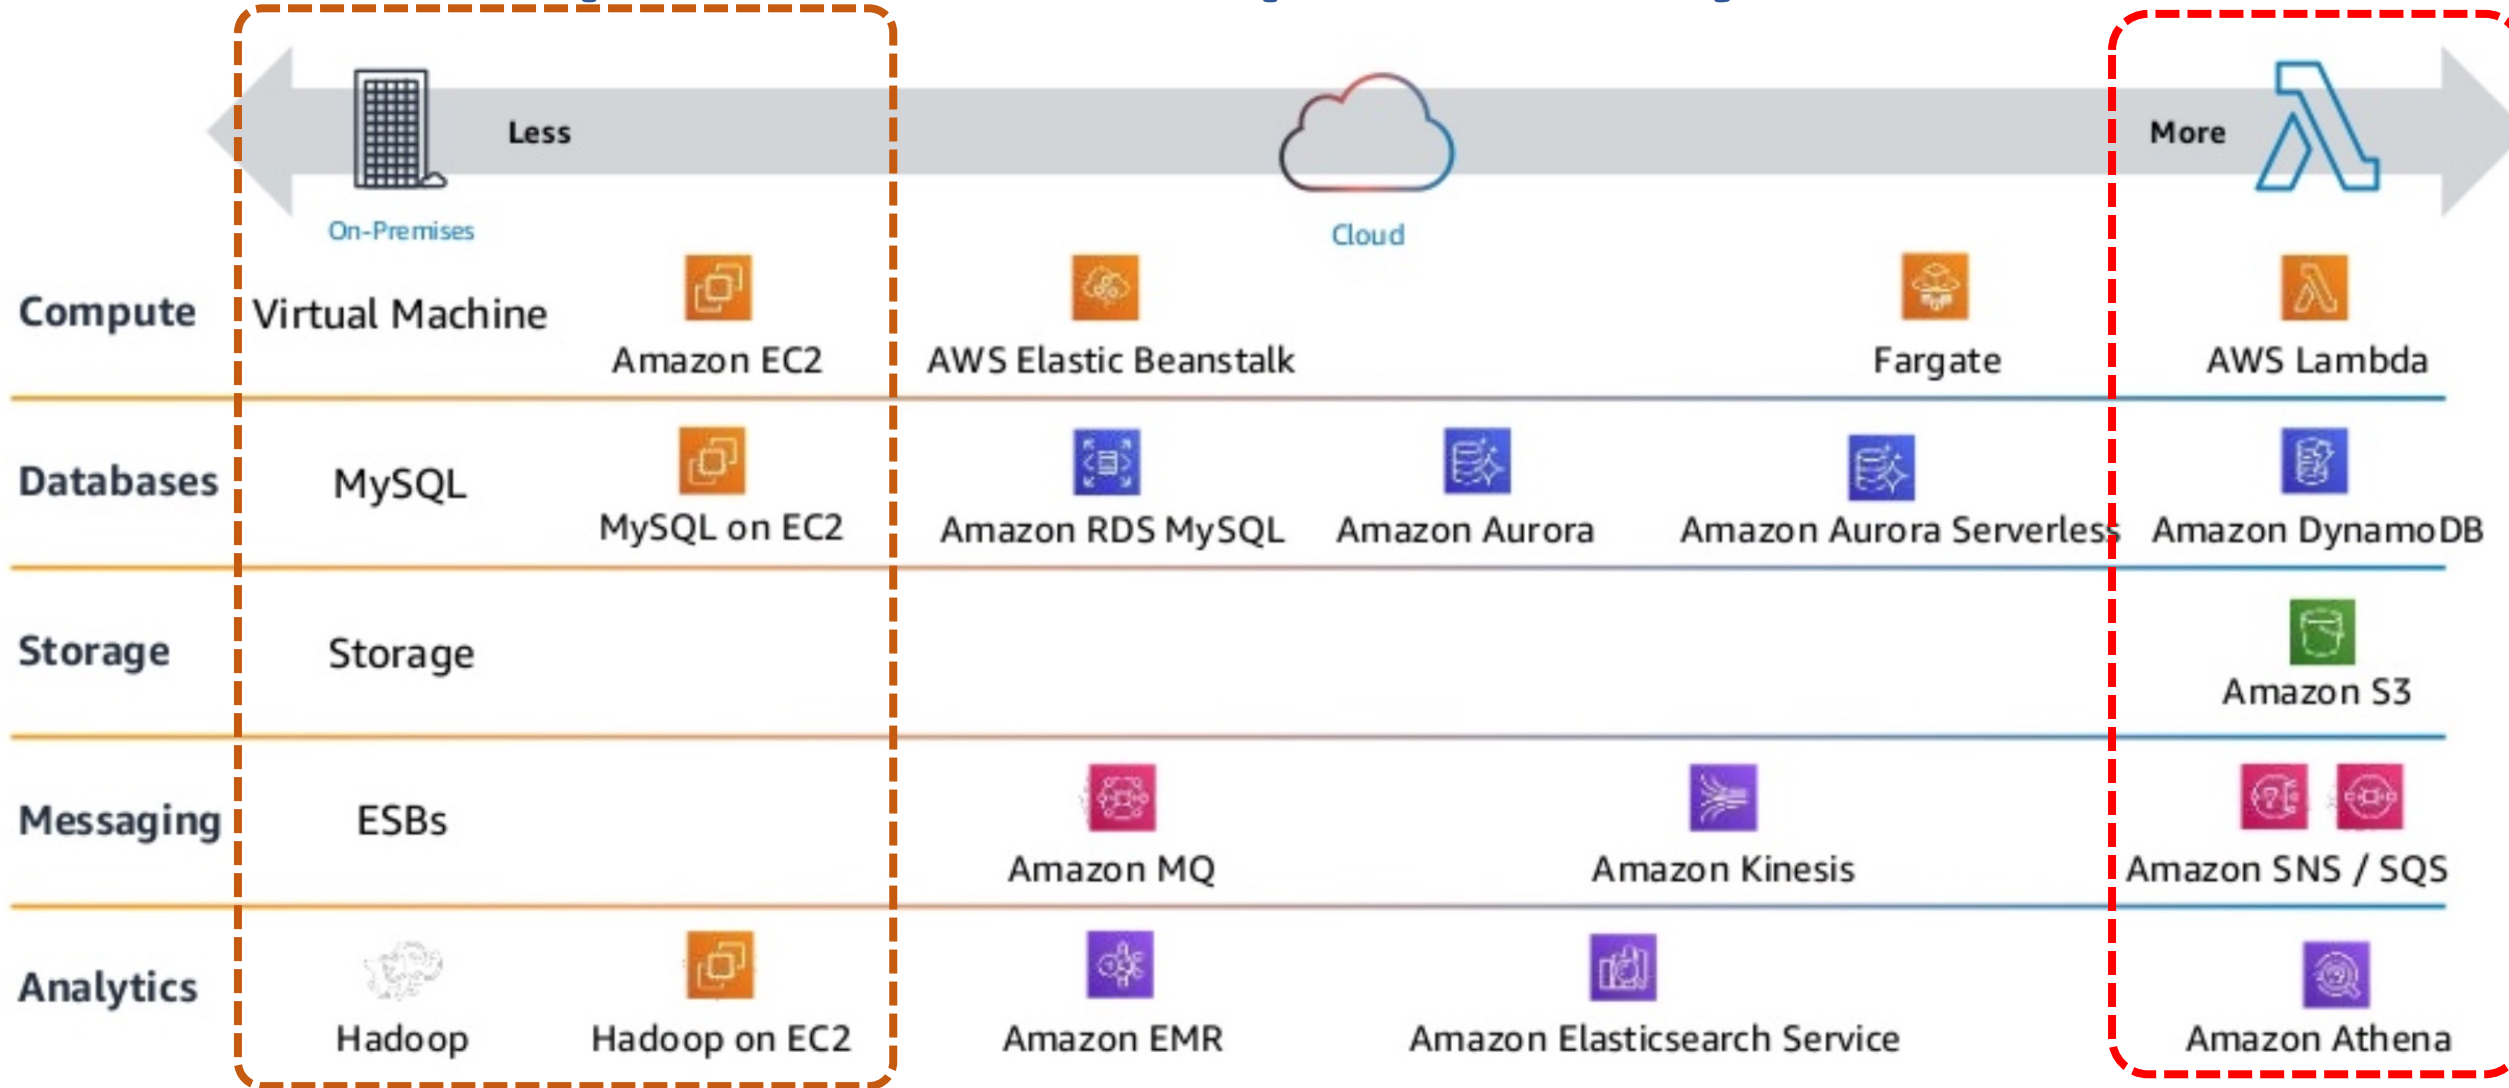 Less
More
On-Premises
Cloud
Compute
Virtual Machine
Amazon EC2
AWS Elastic Beanstalk
Fargate
AWS Lambda
Databases
MySQL
MySQL on EC2
Amazon RDS MySQL
Amazon Aurora
Amazon Aurora Serverless
Amazon DynamoDB
Storage
Storage
Amazon S3
Messaging
ESBs
Amazon MQ
Amazon Kinesis
Amazon SNS / SQS
Analytics
Hadoop
Hadoop on EC2
Amazon EMR
Amazon Elasticsearch Service
Amazon Athena